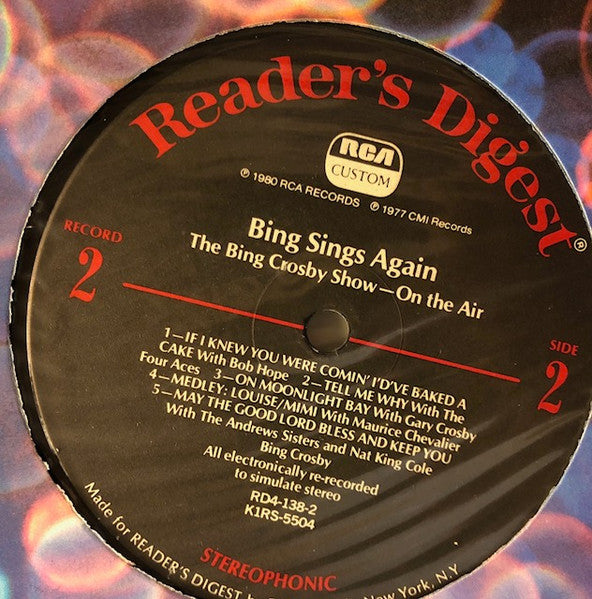 Reader's Digest®
RCA
CUSTOM
℗ 1980 RCA RECORDS ℗ 1977 CMI Records
Bing Sings Again
The Bing Crosby Show—On the Air
RECORD
2
SIDE
2
1—IF I KNEW YOU WERE COMIN' I'D'VE BAKED A
CAKE With Bob Hope 2—TELL ME WHY With The
Four Aces 3—ON MOONLIGHT BAY With Gary Crosby
4—MEDLEY: LOUISE/MIMI With Maurice Chevalier
5—MAY THE GOOD LORD BLESS AND KEEP YOU
With The Andrews Sisters and Nat King Cole
Bing Crosby
All electronically re-recorded
to simulate stereo
RD4-138-2
K1RS-5504
STEREOPHONIC
Made for READER'S DIGEST by New York, N.Y